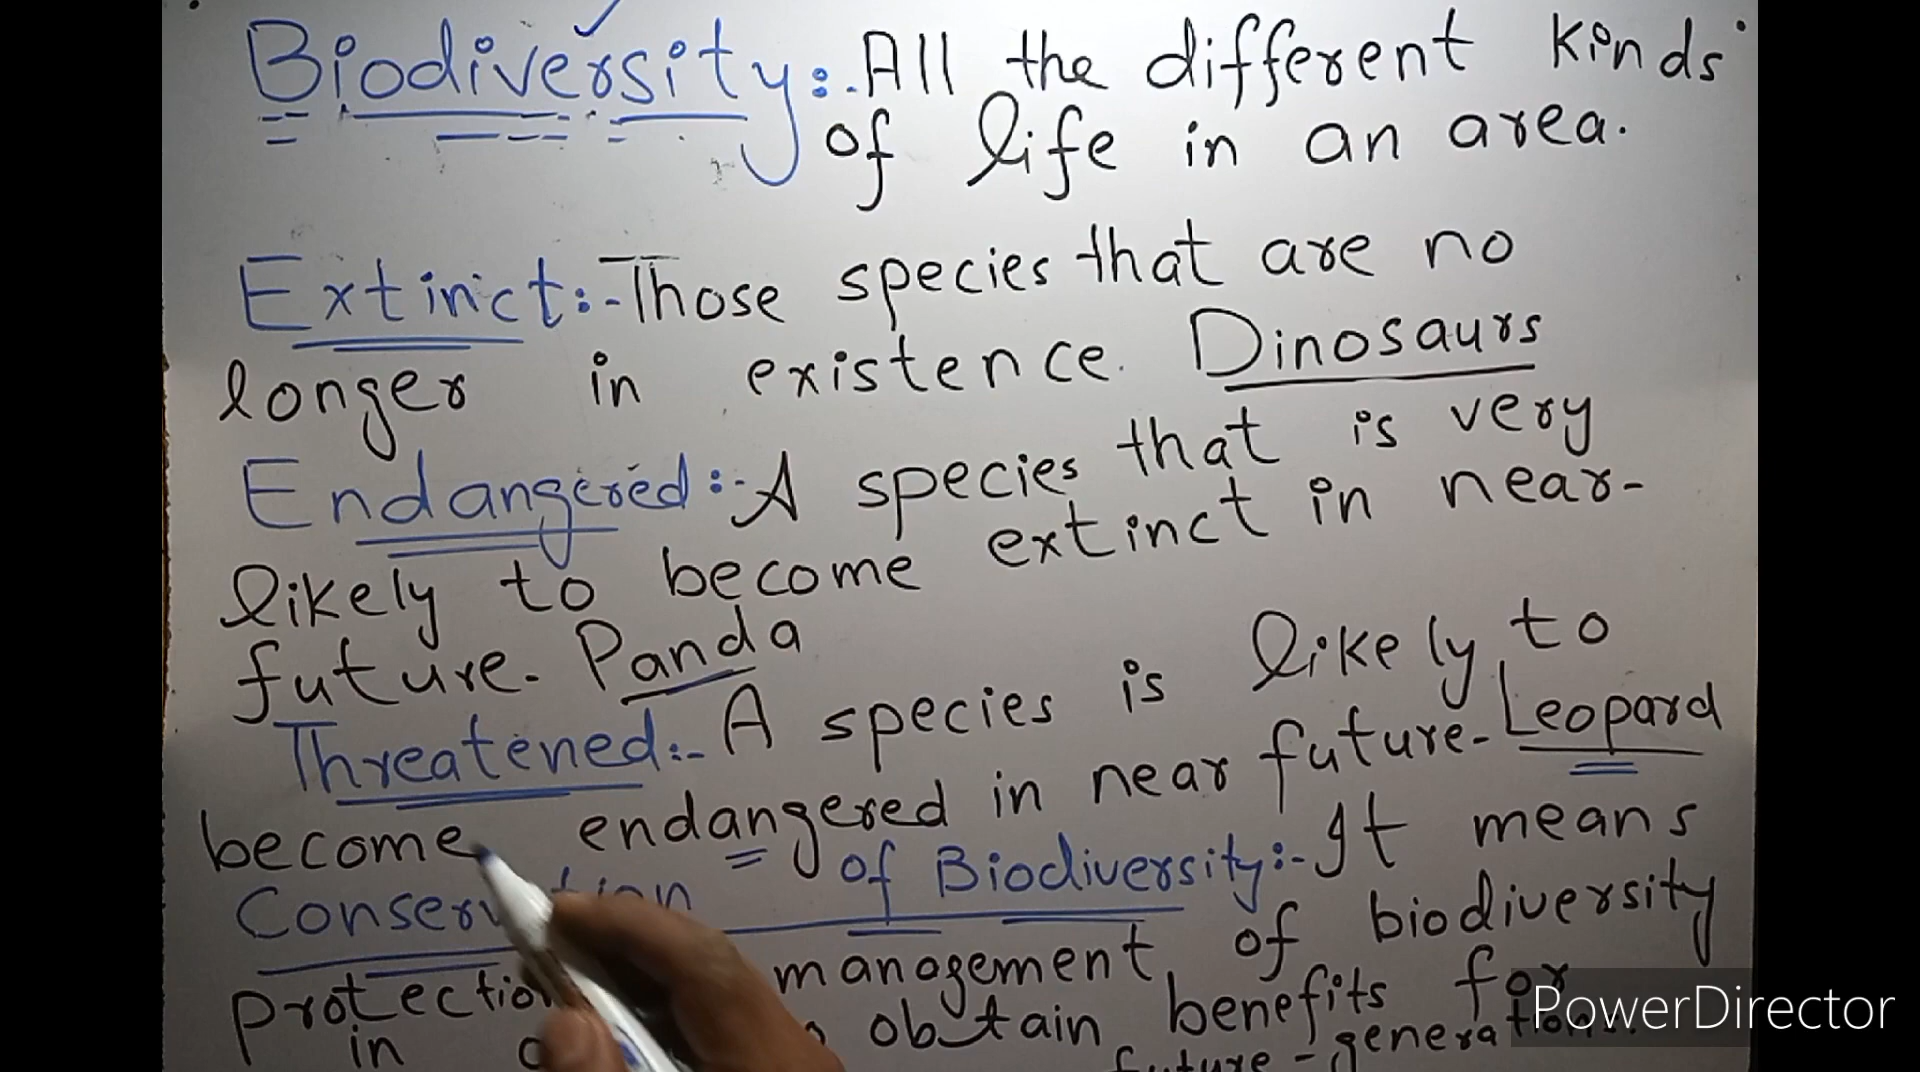 Biodiversity:- All the different kinds
of life in an area.
Extinct:- Those species that are no
longer in existence. Dinosaurs
Endangered:- A species that is very
likely to become extinct in near-
future- Panda
Threatened:- A species is likely to
become endangered in near future- Leopard
of Biodiversity:- It means
management of biodiversity
in obtain benefits for
future-generations.
PowerDirector